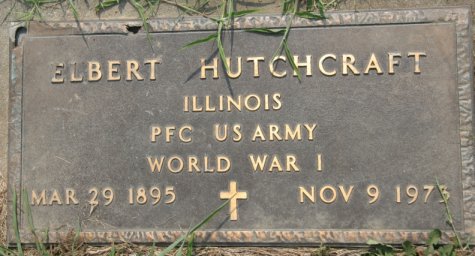 ELBERT HUTCHCRAFT
ILLINOIS
PFC US ARMY
WORLD WAR I
MAR 29 1895 NOV 9 1973